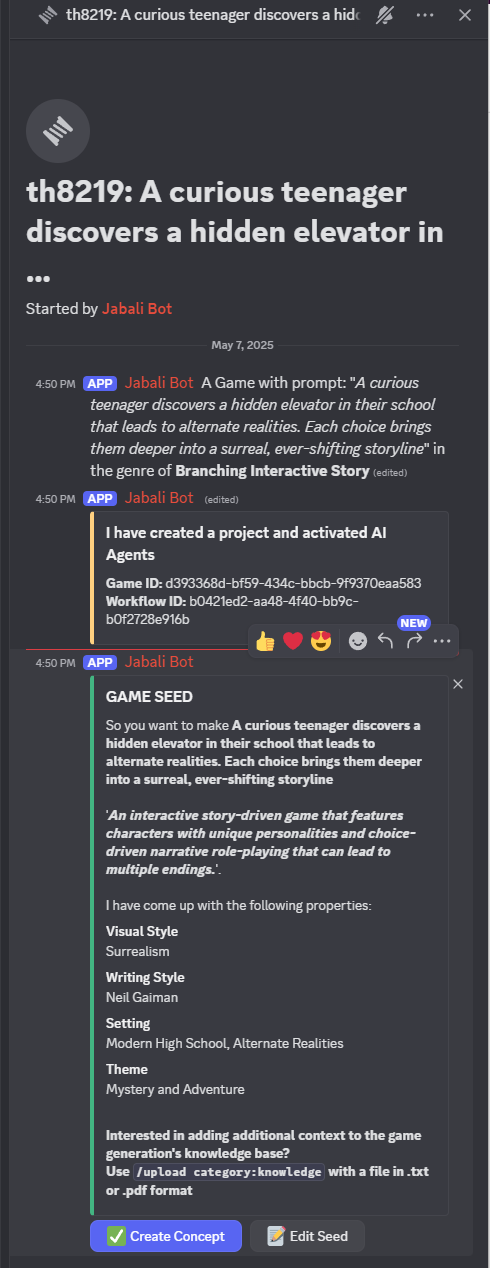 th8219: A curious teenager discovers a hid
th8219: A curious teenager
discovers a hidden elevator in
...
Started by Jabali Bot
May 7, 2025
4:50 PM APP Jabali Bot A Game with prompt: "A curious
teenager discovers a hidden elevator in their school
that leads to alternate realities. Each choice brings
them deeper into a surreal, ever-shifting storyline" in
the genre of Branching Interactive Story (edited)
4:50 PM APP Jabali Bot (edited)
I have created a project and activated AI
Agents
Game ID: d393368d-bf59-434c-bbcb-9f9370eaa583
Workflow ID: b0421ed2-aa48-4f40-bb9c-
b0f2728e916b
NEW
4:50 PM APP Jabali Bot
GAME SEED
So you want to make A curious teenager discovers a
hidden elevator in their school that leads to
alternate realities. Each choice brings them deeper
into a surreal, ever-shifting storyline
'An interactive story-driven game that features
characters with unique personalities and choice-
driven narrative role-playing that can lead to
multiple endings.'.
I have come up with the following properties:
Visual Style
Surrealism
Writing Style
Neil Gaiman
Setting
Modern High School, Alternate Realities
Theme
Mystery and Adventure
Interested in adding additional context to the game
generation's knowledge base?
Use /upload category:knowledge with a file in .txt
or .pdf format
Create Concept
Edit Seed